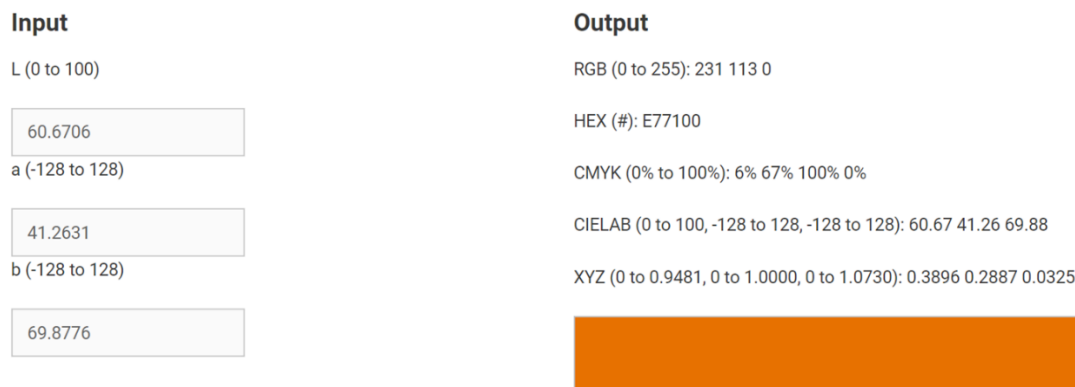 Input
L (0 to 100)
60.6706
a (-128 to 128)
41.2631
b (-128 to 128)
69.8776
Output
RGB (0 to 255): 231 113 0
HEX (#): E77100
CMYK (0% to 100%): 6% 67% 100% 0%
CIELAB (0 to 100, -128 to 128, -128 to 128): 60.67 41.26 69.88
XYZ (0 to 0.9481, 0 to 1.0000, 0 to 1.0730): 0.3896 0.2887 0.0325